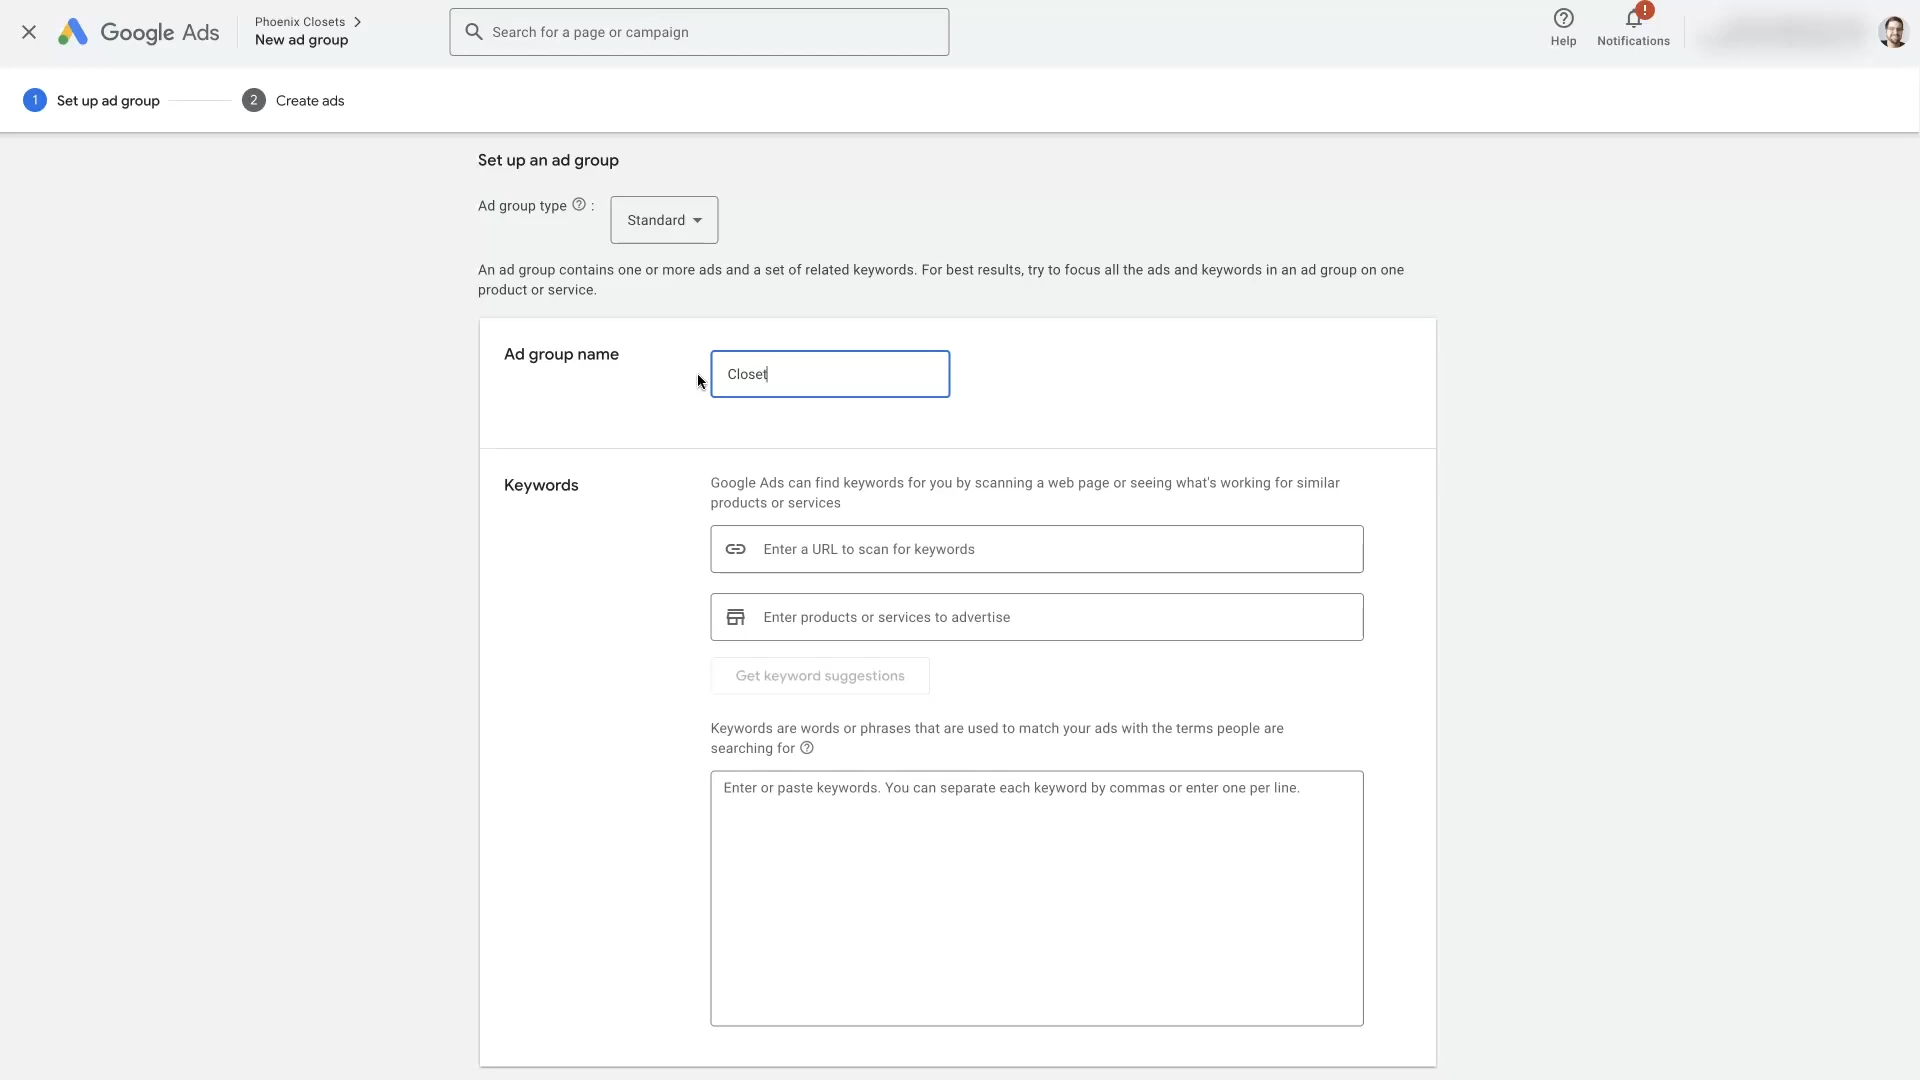 Google Ads
Phoenix Closets
New ad group
Search for a page or campaign
Help
!
Notifications
1 Set up ad group
2 Create ads
Set up an ad group
Ad group type ? :
Standard
An ad group contains one or more ads and a set of related keywords. For best results, try to focus all the ads and keywords in an ad group on one
product or service.
Ad group name
Closet
Keywords
Google Ads can find keywords for you by scanning a web page or seeing what's working for similar
products or services
Enter a URL to scan for keywords
Enter products or services to advertise
Get keyword suggestions
Keywords are words or phrases that are used to match your ads with the terms people are
searching for ?
Enter or paste keywords. You can separate each keyword by commas or enter one per line.